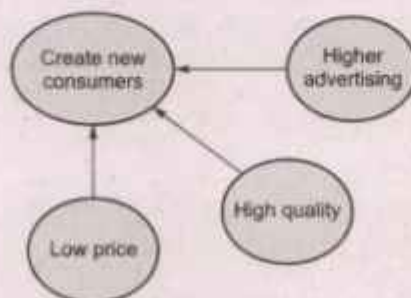 Create new
consumers
Higher
advertising
High quality
Low price